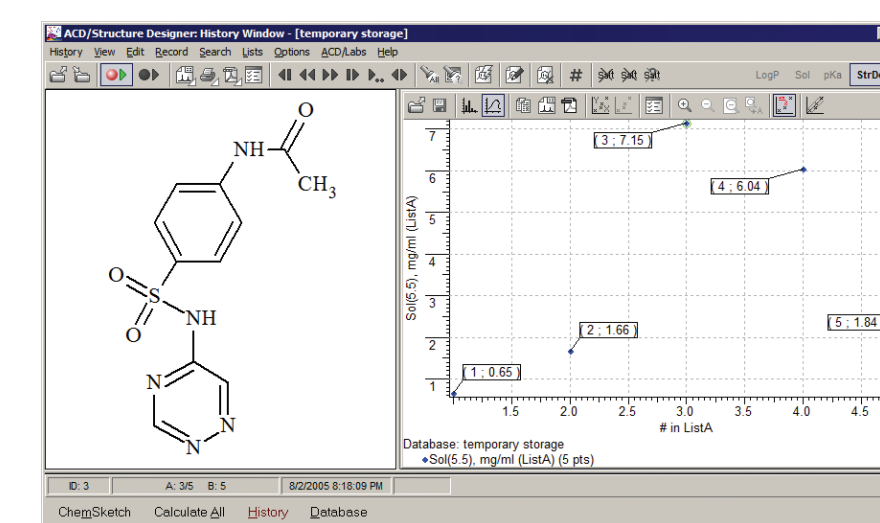 ACD/Structure Designer: History Window - [temporary storage]
History View Edit Record Search Lists Options ACD/Labs Help
All # LogP Sol pKa StrDe
O
NH
CH3
O
S
NH
O
N
N
N
7
6
5
4
3
2
1
Sol(5.5), mg/ml (ListA)
( 3 ; 7.15 )
( 4 ; 6.04 )
( 5 ; 1.84
( 2 ; 1.66 )
( 1 ; 0.65 )
1.5 2.0 2.5 3.0 3.5 4.0 4.5
# in ListA
Database: temporary storage
Sol(5.5), mg/ml (ListA) (5 pts)
ID: 3 A: 3/5 B: 5 8/2/2005 8:18:09 PM
ChemSketch Calculate All History Database